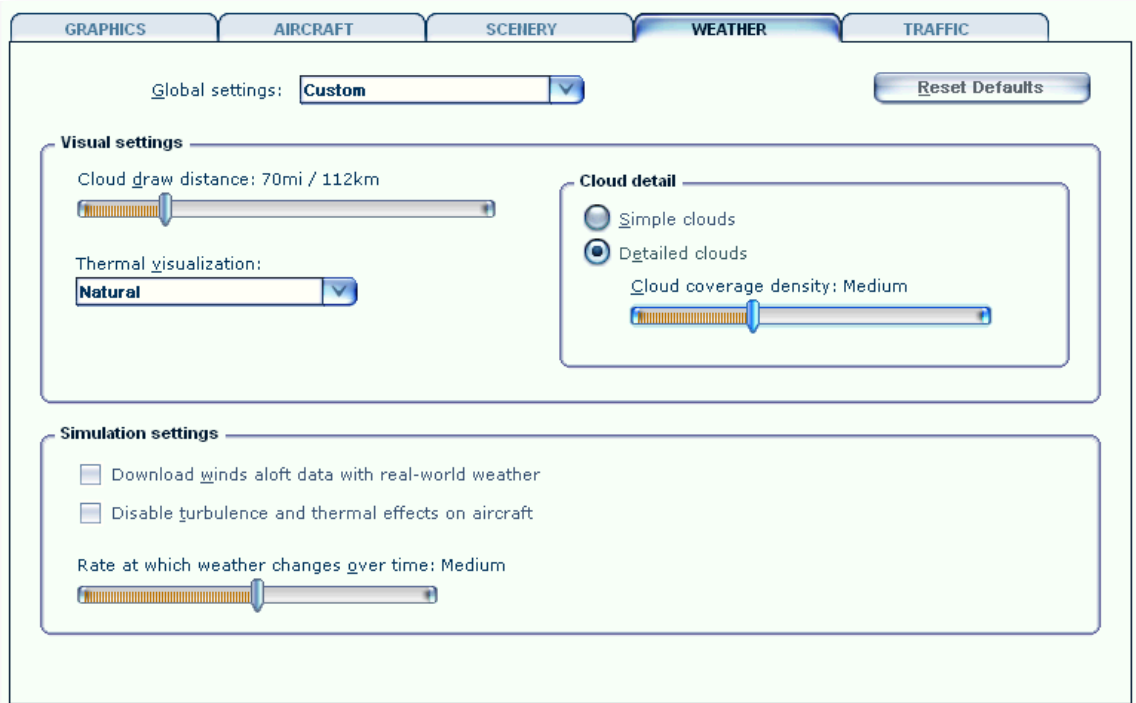 GRAPHICS AIRCRAFT SCENERY WEATHER TRAFFIC
Global settings: Custom Reset Defaults
Visual settings
Cloud draw distance: 70mi / 112km
Thermal visualization:
Natural
Cloud detail
Simple clouds
Detailed clouds
Cloud coverage density: Medium
Simulation settings
Download winds aloft data with real-world weather
Disable turbulence and thermal effects on aircraft
Rate at which weather changes over time: Medium